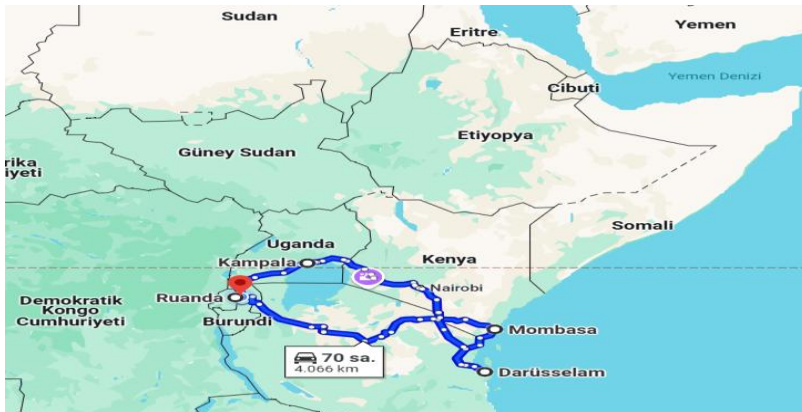 Sudan
Eritre
Yemen
Yemen Denizi
Cibuti
Etiyopya
Güney Sudan
rika
iyeti
Somali
Uganda
Kenya
Kampala
Nairobi
Ruanda
Demokratik
Kongo
Cumhuriyeti
Burundi
Mombasa
70 sa.
4.066 km
Darüsselam